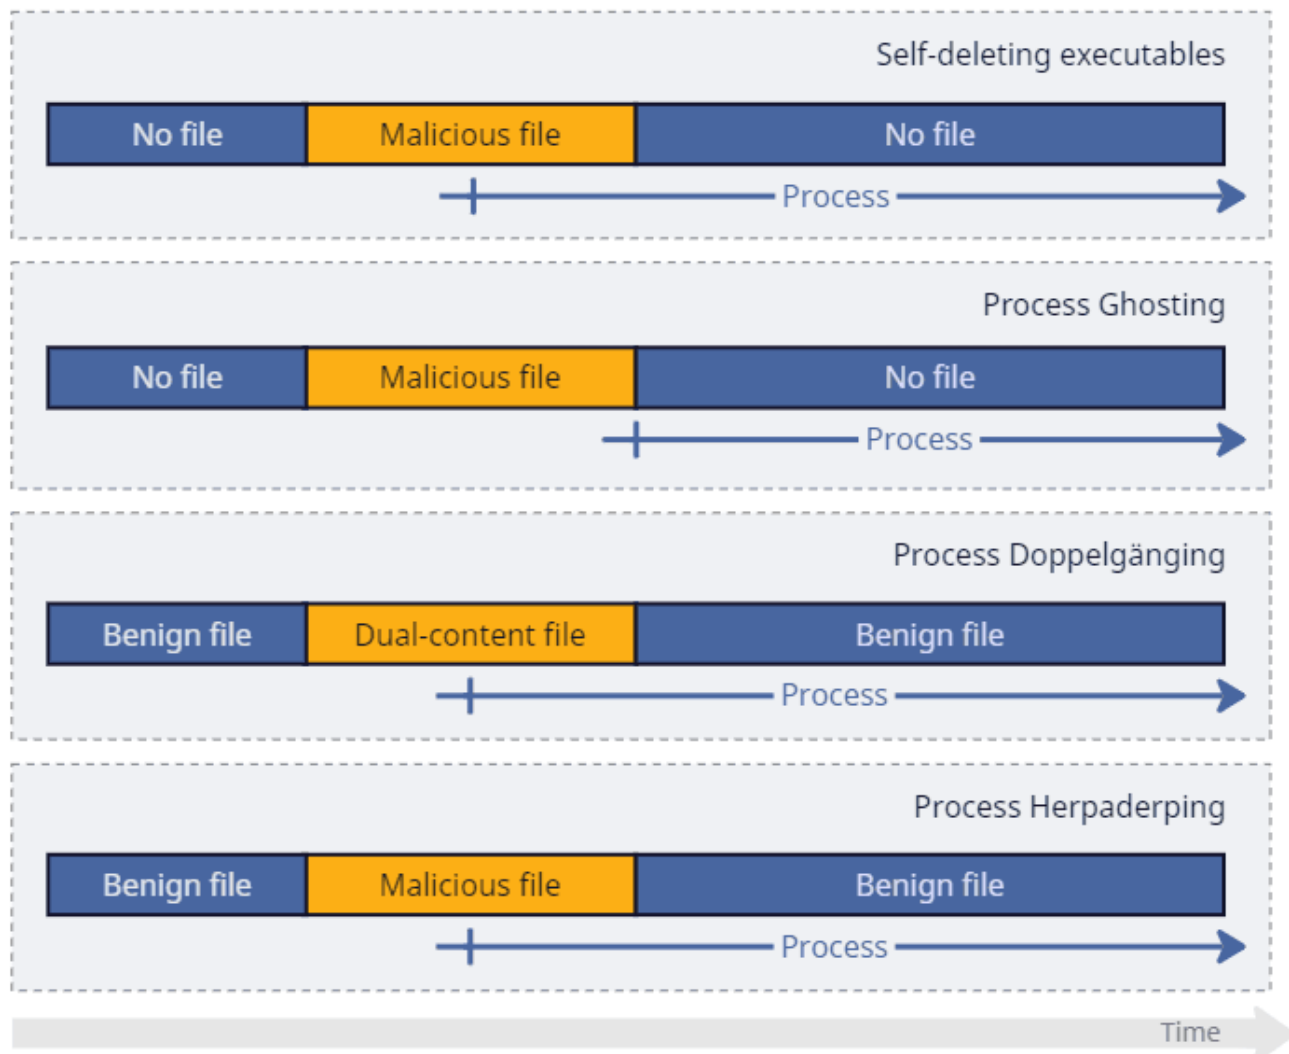 Self-deleting executables
No file Malicious file No file
Process
Process Ghosting
No file Malicious file No file
Process
Process Doppelgänging
Benign file Dual-content file Benign file
Process
Process Herpaderping
Benign file Malicious file Benign file
Process
Time